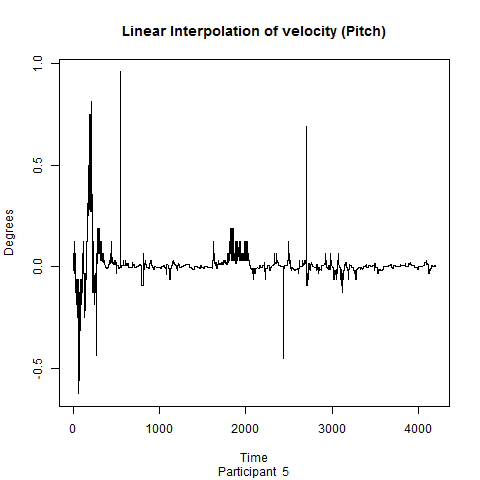 Linear Interpolation of velocity (Pitch)
Degrees
1.0
0.5
0.0
-0.5
0 1000 2000 3000 4000
Time
Participant 5